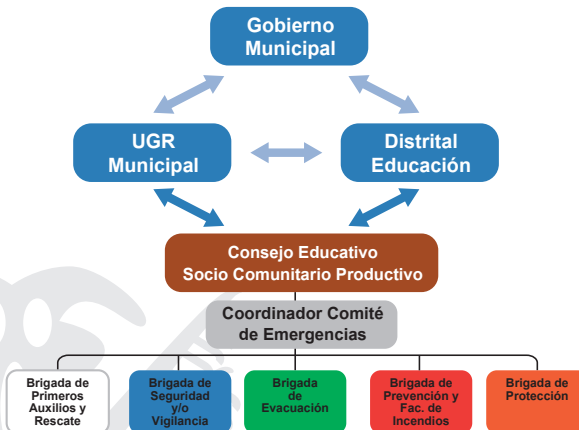 Gobierno
Municipal
UGR
Municipal
Distrital
Educación
Consejo Educativo
Socio Comunitario Productivo
Coordinador Comité
de Emergencias
Brigada de
Primeros
Auxilios y
Rescate
Brigada de
Seguridad
y/o
Vigilancia
Brigada
de
Evacuación
Brigada de
Prevención y
Fac. de
Incendios
Brigada de
Protección